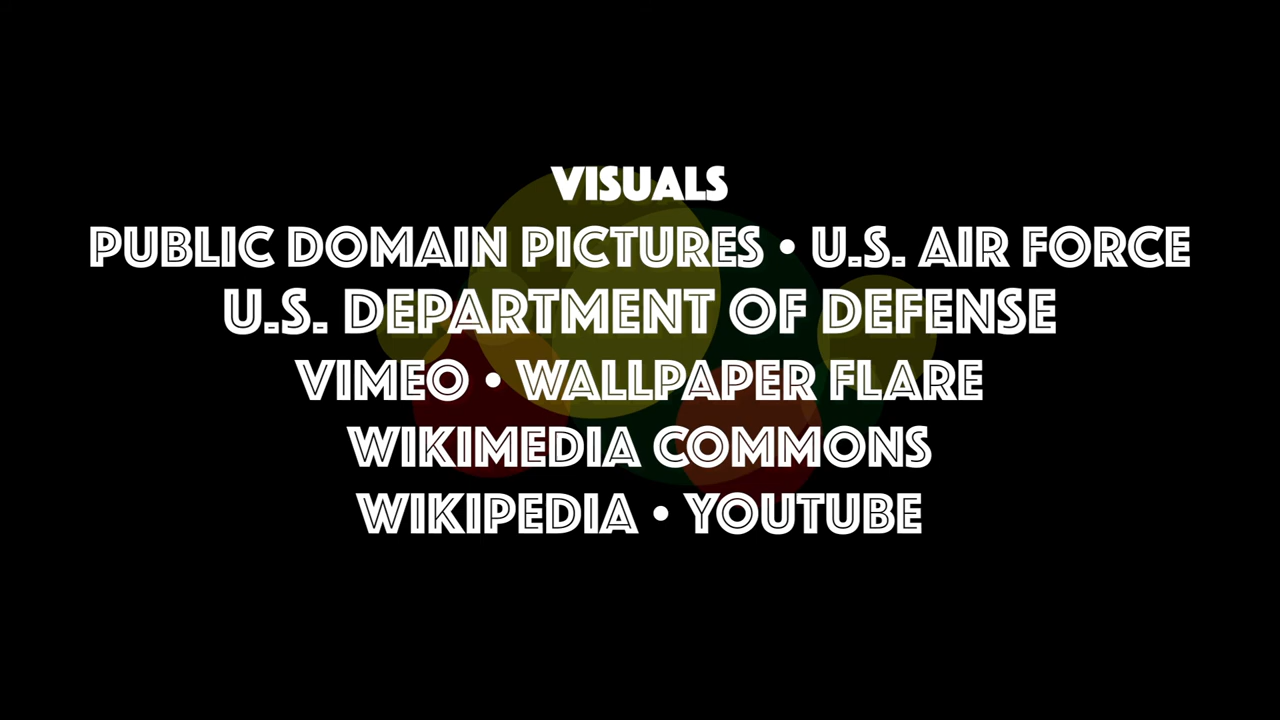 VISUALS
PUBLIC DOMAIN PICTURES • U.S. AIR FORCE
U.S. DEPARTMENT OF DEFENSE
VIMEO • WALLPAPER FLARE
WIKIMEDIA COMMONS
WIKIPEDIA • YOUTUBE